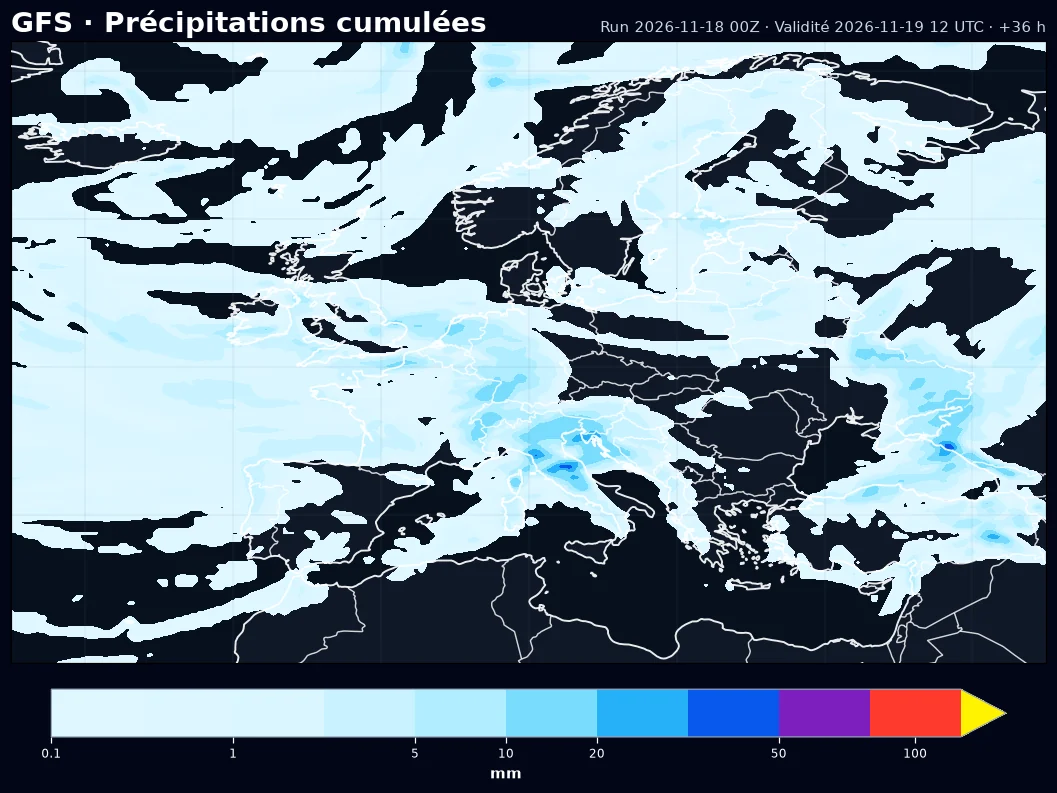 GFS · Précipitations cumulées
Run 2026-11-18 00Z · Validité 2026-11-19 12 UTC · +36 h
0.1 1 5 10 20 50 100
mm